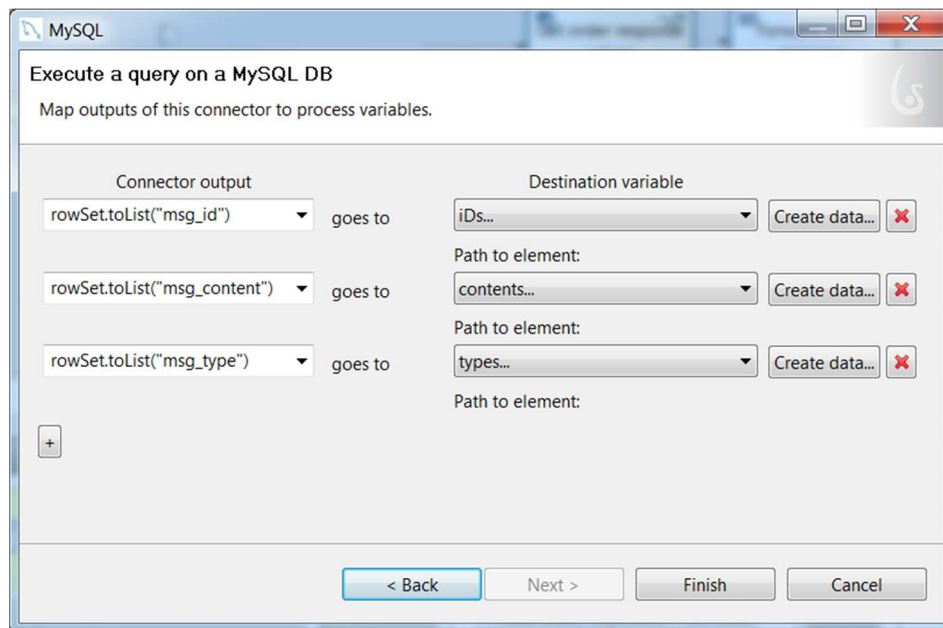 MySQL
Execute a query on a MySQL DB
Map outputs of this connector to process variables.
Connector output Destination variable
rowSet.toList("msg_id") goes to iDs... Create data...
Path to element:
rowSet.toList("msg_content") goes to contents... Create data...
Path to element:
rowSet.toList("msg_type") goes to types... Create data...
Path to element:
+
< Back Next > Finish Cancel